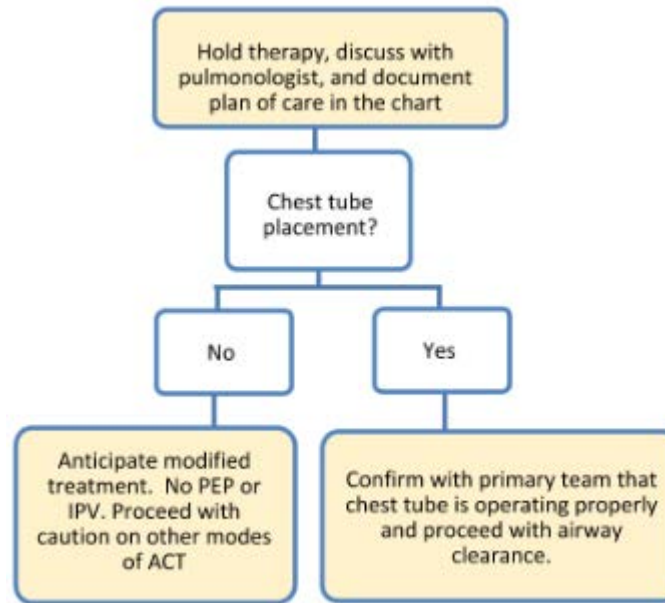 Hold therapy, discuss with
pulmonologist, and document
plan of care in the chart
Chest tube
placement?
No
Yes
Anticipate modified
treatment.  No PEP or
IPV. Proceed with
caution on other modes
of ACT
Confirm with primary team that
chest tube is operating properly
and proceed with airway
clearance.